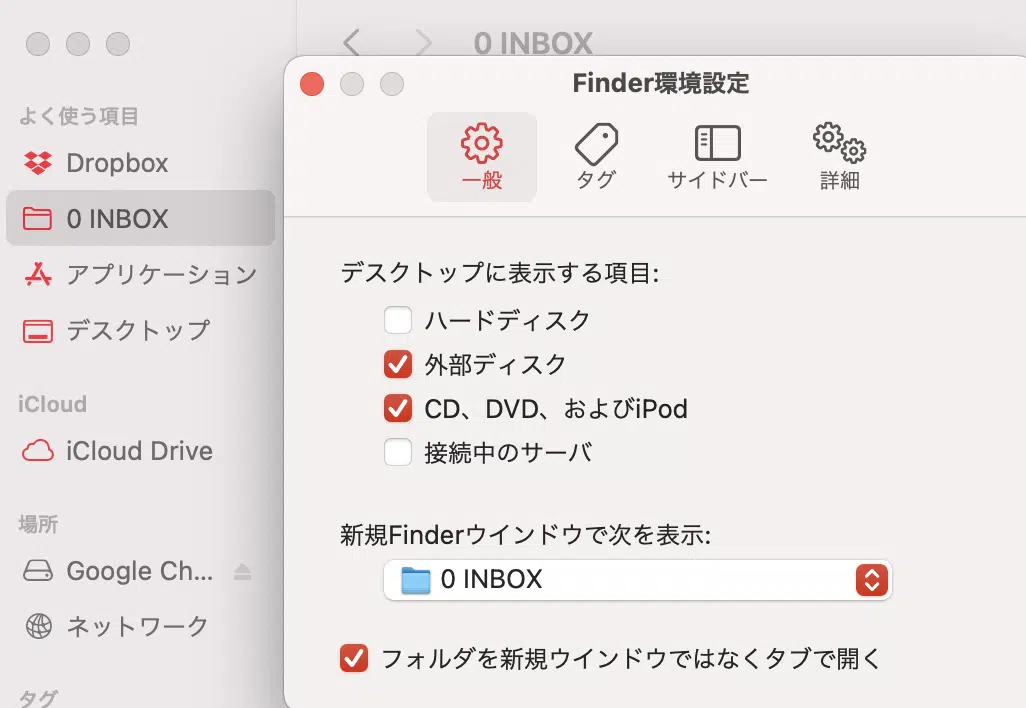 0 INBOX
よく使う項目
Dropbox
0 INBOX
アプリケーション
デスクトップ
iCloud
iCloud Drive
場所
Google Ch...
ネットワーク
タグ
Finder環境設定
一般
タグ
サイドバー
詳細
デスクトップに表示する項目:
ハードディスク
外部ディスク
CD、DVD、およびiPod
接続中のサーバ
新規Finderウインドウで次を表示:
0 INBOX
フォルダを新規ウインドウではなくタブで開く